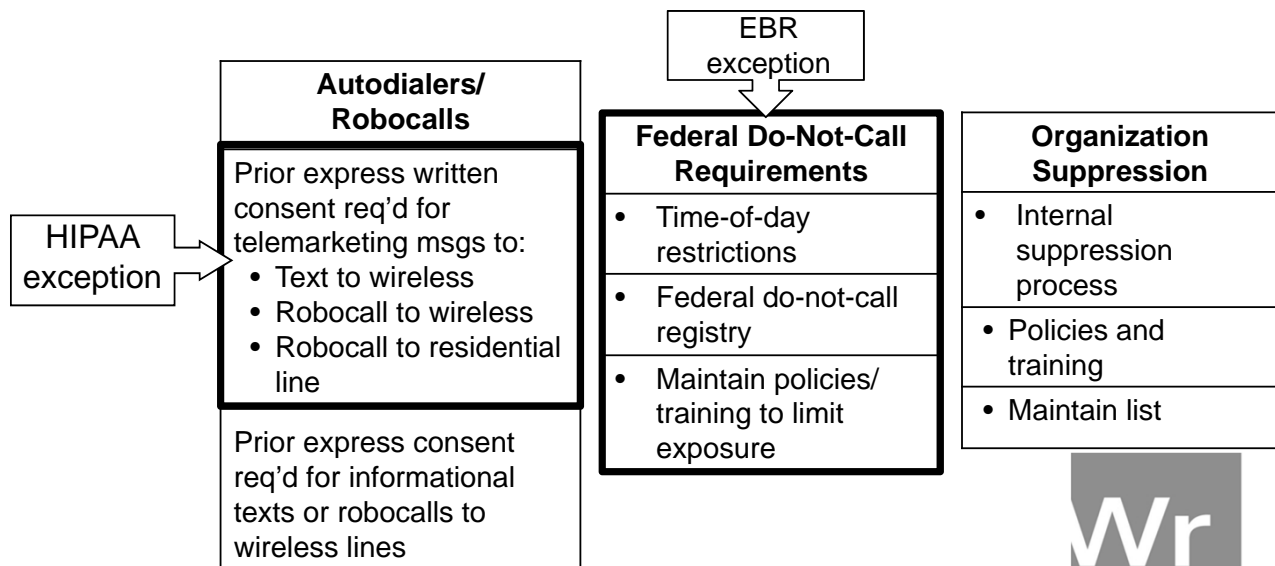 EBR
exception
Autodialers/
Robocalls
Prior express written
consent req'd for
telemarketing msgs to:
• Text to wireless
• Robocall to wireless
• Robocall to residential
line
Prior express consent
req'd for informational
texts or robocalls to
wireless lines
HIPAA
exception
Federal Do-Not-Call
Requirements
• Time-of-day
restrictions
• Federal do-not-call
registry
• Maintain policies/
training to limit
exposure
Organization
Suppression
• Internal
suppression
process
• Policies and
training
• Maintain list
Wr